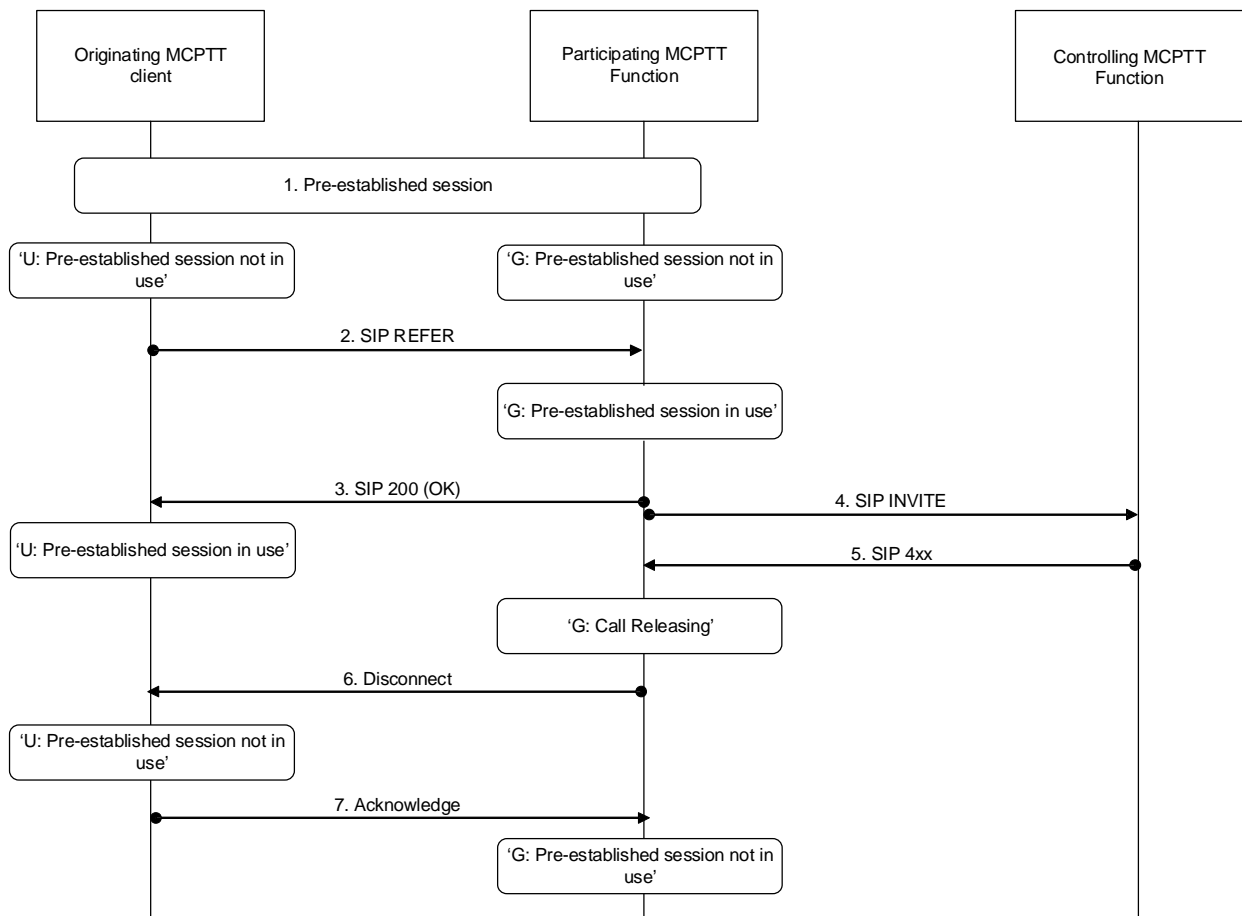 Originating MCPTT
client
Participating MCPTT
Function
Controlling MCPTT
Function
1. Pre-established session
‘U: Pre-established session not in
use’
‘G: Pre-established session not in
use’
2. SIP REFER
‘G: Pre-established session in use’
3. SIP 200 (OK)
4. SIP INVITE
‘U: Pre-established session in use’
5. SIP 4xx
‘G: Call Releasing’
6. Disconnect
‘U: Pre-established session not in
use’
7. Acknowledge
‘G: Pre-established session not in
use’